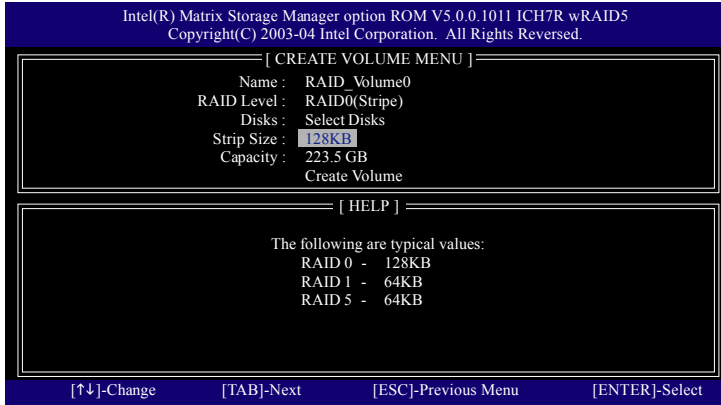 Intel(R) Matrix Storage Manager option ROM V5.0.0.1011 ICH7R wRAID5
Copyright(C) 2003-04 Intel Corporation. All Rights Reversed.
[ CREATE VOLUME MENU ]
Name : RAID_Volume0
RAID Level : RAID0(Stripe)
Disks : Select Disks
Strip Size : 128KB
Capacity : 223.5 GB
Create Volume
[ HELP ]
The following are typical values:
RAID 0 - 128KB
RAID 1 - 64KB
RAID 5 - 64KB
[↑↓]-Change [TAB]-Next [ESC]-Previous Menu [ENTER]-Select